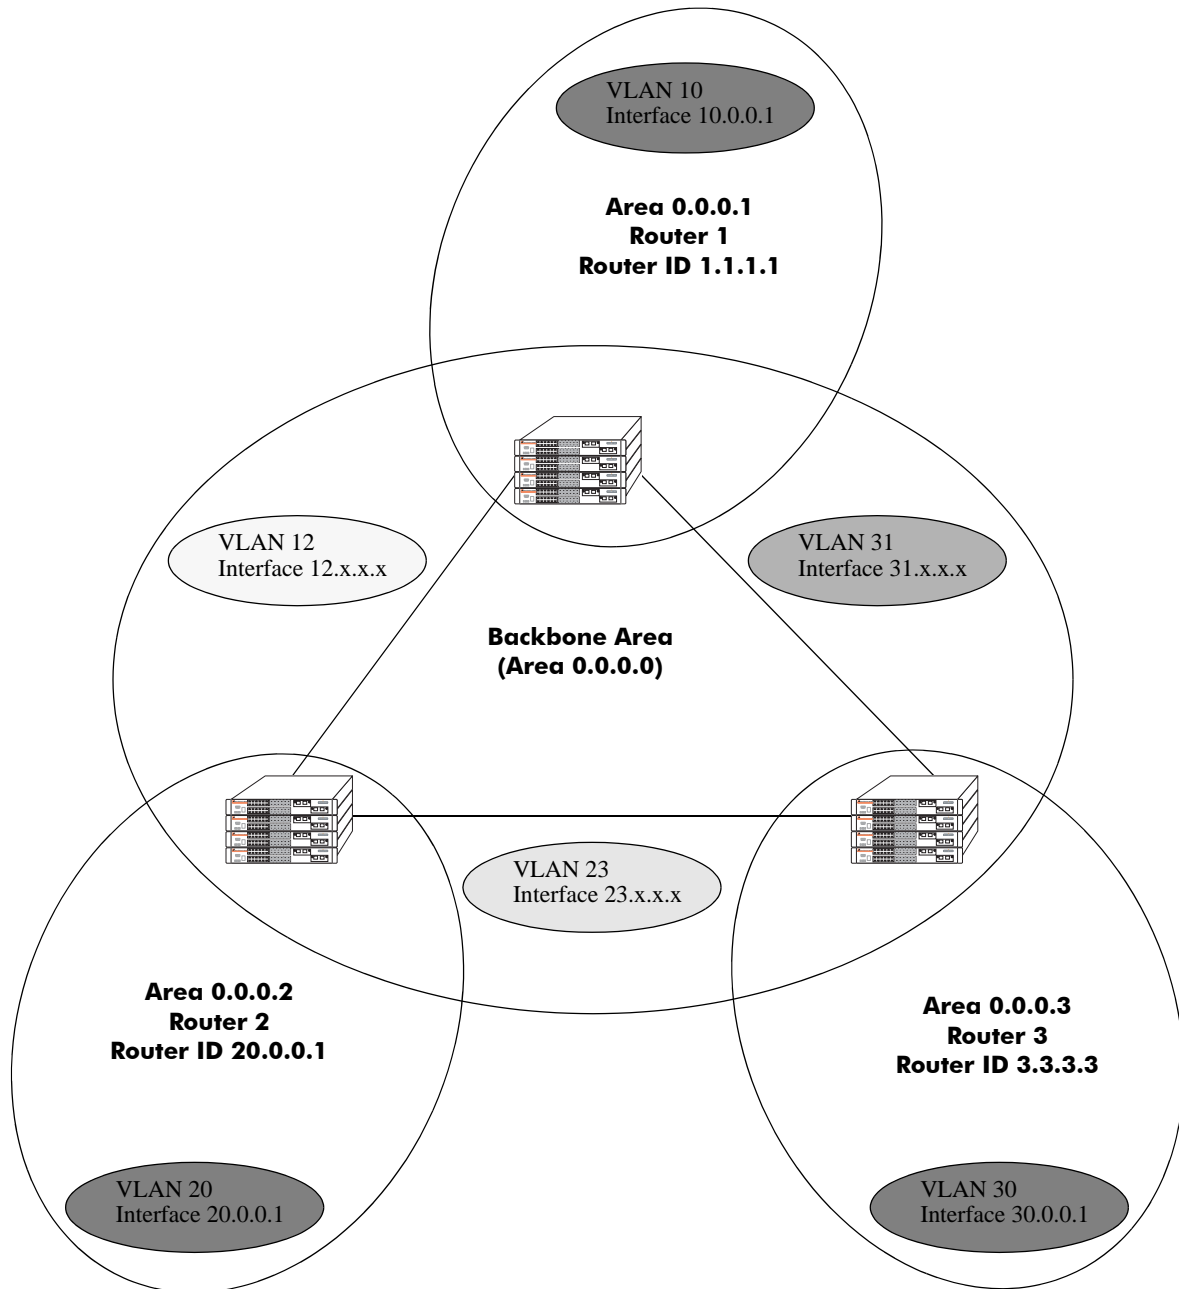 VLAN 10
Interface 10.0.0.1
Area 0.0.0.1
Router 1
Router ID 1.1.1.1
VLAN 12
Interface 12.x.x.x
VLAN 31
Interface 31.x.x.x
Backbone Area
(Area 0.0.0.0)
VLAN 23
Interface 23.x.x.x
Area 0.0.0.2
Router 2
Router ID 20.0.0.1
Area 0.0.0.3
Router 3
Router ID 3.3.3.3
VLAN 20
Interface 20.0.0.1
VLAN 30
Interface 30.0.0.1